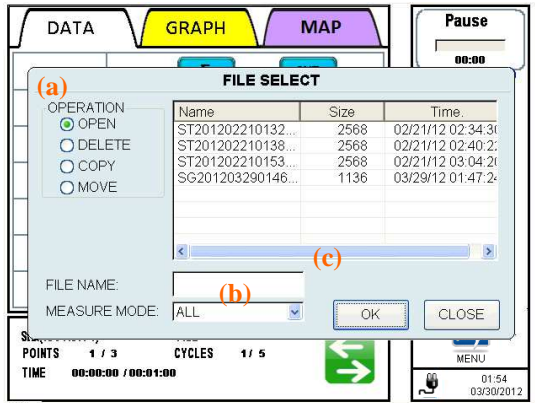 DATA GRAPH MAP Pause
00:00
(a) FILE SELECT
OPERATION
OPEN
DELETE
COPY
MOVE
Name Size Time.
ST201202210132... 2568 02/21/12 02:34:30
ST201202210138... 2568 02/21/12 02:40:2
ST201202210153... 2568 02/21/12 03:04:20
SG201203290146... 1136 03/29/12 01:47:24
(c)
FILE NAME:
(b)
MEASURE MODE: ALL OK CLOSE
POINTS 1 / 3 CYCLES 1/ 5
TIME 00:00:00 / 00:01:00
MENU
01:54
03/30/2012